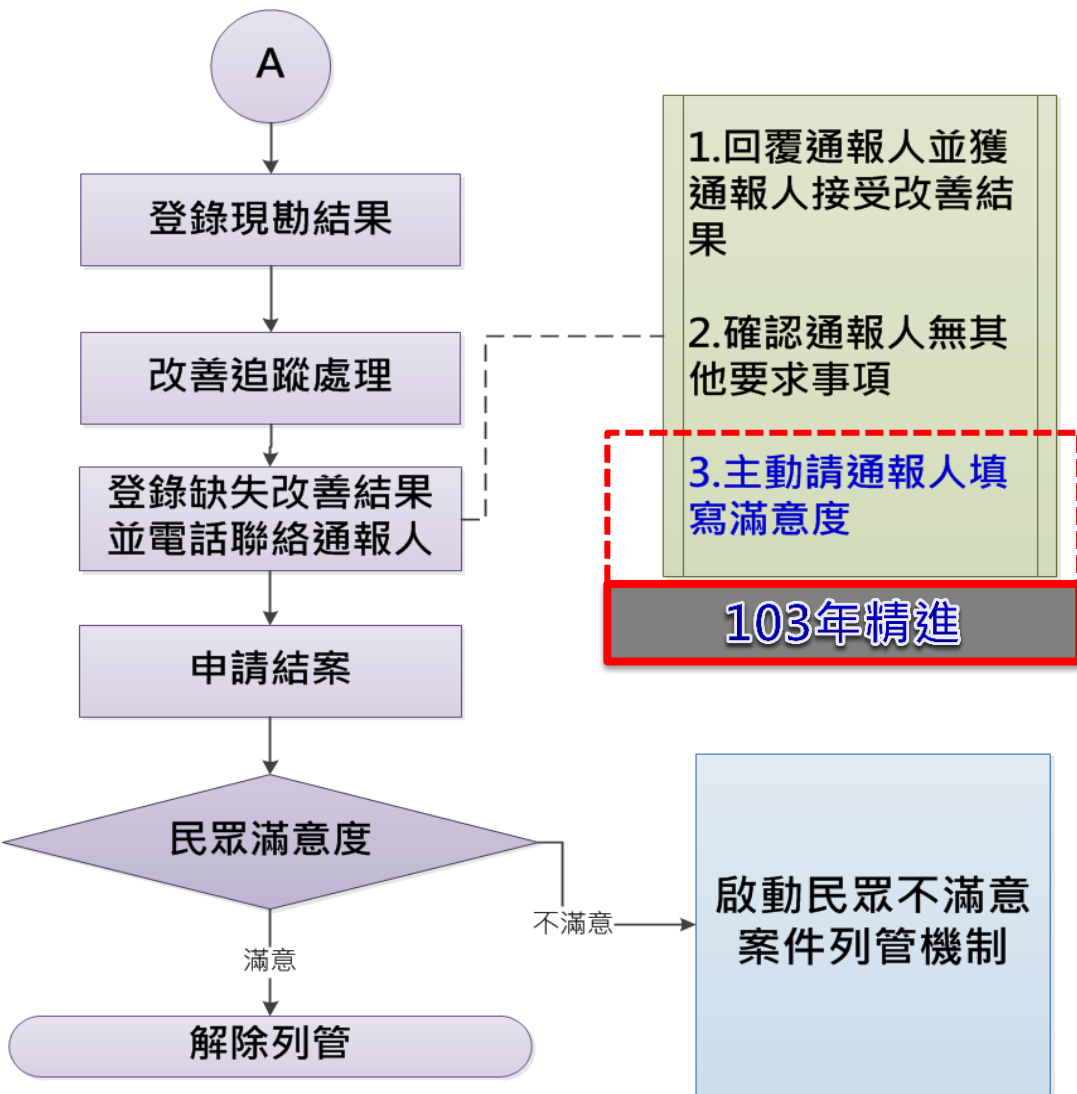 A
登錄現勘結果
改善追蹤處理
登錄缺失改善結果
並電話聯絡通報人
申請結案
民眾滿意度
滿意
解除列管
1.回覆通報人並獲
通報人接受改善結
果
2.確認通報人無其
他要求事項
3.主動請通報人填
寫滿意度
103年精進
不滿意
啟動民眾不滿意
案件列管機制